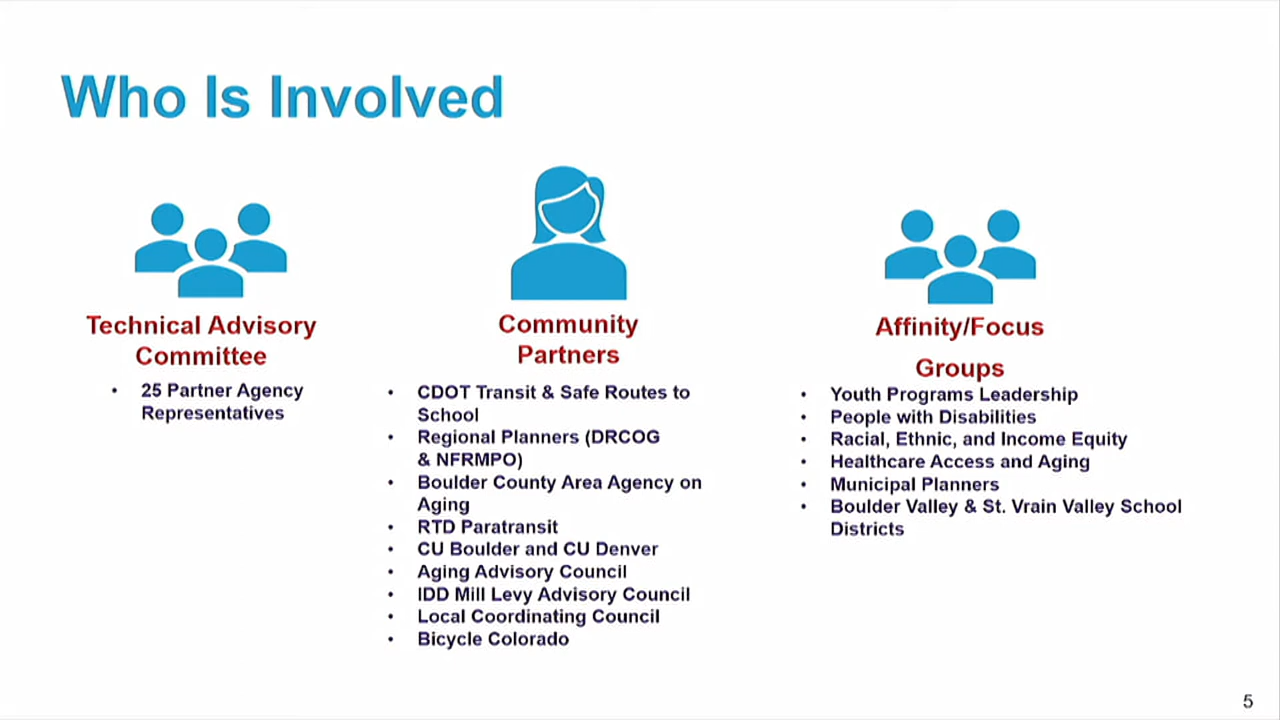 Who Is Involved
Technical Advisory
Committee
• 25 Partner Agency
Representatives
Community
Partners
• CDOT Transit & Safe Routes to
School
• Regional Planners (DRCOG
& NFRMPO)
• Boulder County Area Agency on
Aging
• RTD Paratransit
• CU Boulder and CU Denver
• Aging Advisory Council
• IDD Mill Levy Advisory Council
• Local Coordinating Council
• Bicycle Colorado
Affinity/Focus
Groups
• Youth Programs Leadership
• People with Disabilities
• Racial, Ethnic, and Income Equity
• Healthcare Access and Aging
• Municipal Planners
• Boulder Valley & St. Vrain Valley School
Districts
5